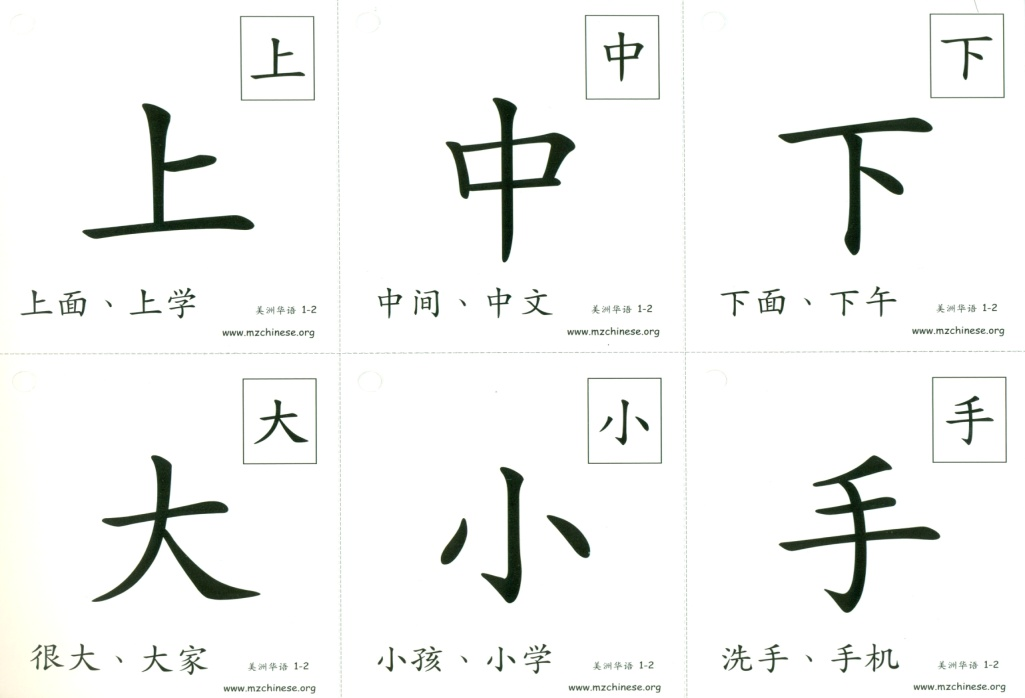 上
上
上面、上学
美洲华语 1-2
www.mzchinese.org
中
中
中间、中文
美洲华语 1-2
www.mzchinese.org
下
下
下面、下午
美洲华语 1-2
www.mzchinese.org
大
大
很大、大家
美洲华语 1-2
www.mzchinese.org
小
小
小孩、小学
美洲华语 1-2
www.mzchinese.org
手
手
洗手、手机
美洲华语 1-2
www.mzchinese.org